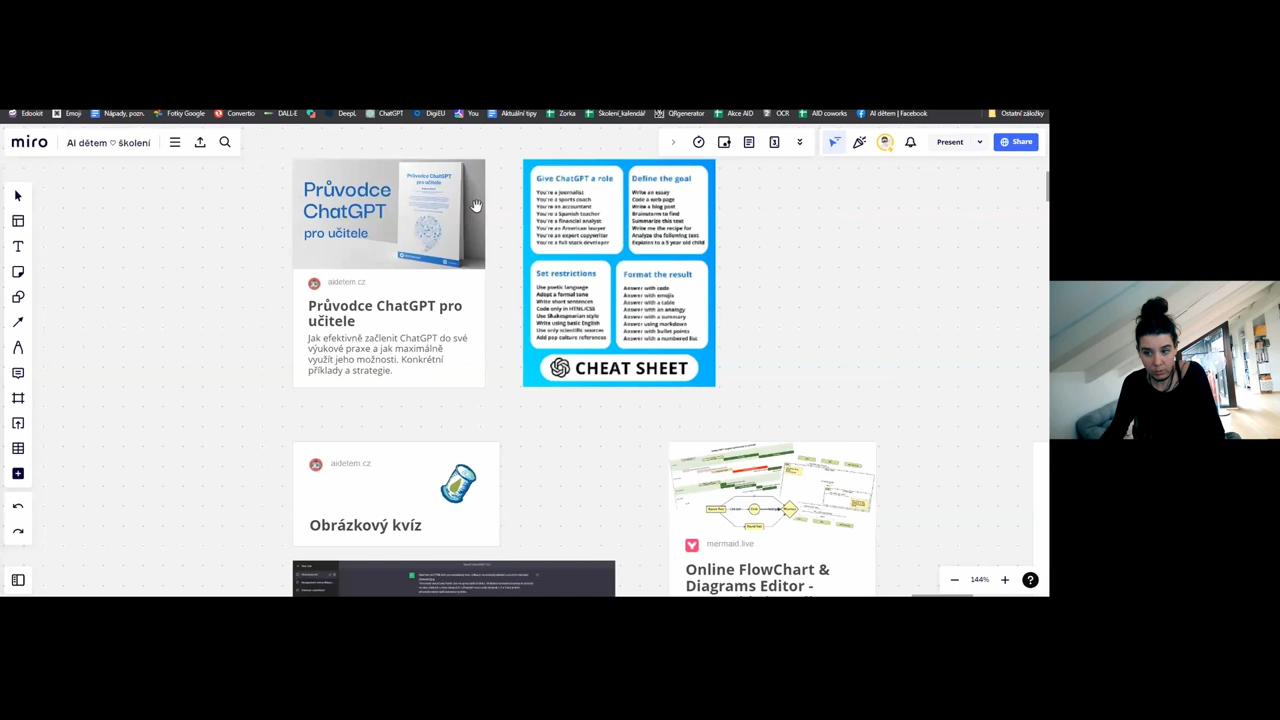 Edookit Emoji Nápady, pozn. Fotky Google Convertio DALL·E DeepL ChatGPT DigiEU You Aktuální tipy Zorka Školení_kalendář QRgenerator Akce AID OCR AID coworks AI dětem | Facebook Ostatní záložky
miro AI dětem ♡ školení Present Share
Průvodce
ChatGPT
pro učitele
Průvodce ChatGPT
pro učitele
aidetem.cz
Průvodce ChatGPT pro
učitele
Jak efektivně začlenit ChatGPT do své
výukové praxe a jak maximálně
využít jeho možností. Konkrétní
příklady a strategie.
Give ChatGPT a role
You're a journalist
You're a sports coach
You're an accountant
You're a Spanish teacher
You're a financial analyst
You're an American lawyer
You're an expert copywriter
You're a full stack developer
Define the goal
Write an essay
Code a web page
Write a blog post
Brainstorm to find
Summarize this text
Write me the recipe for
Analyze the following text
Explain to a 5 year old child
Set restrictions
Use poetic language
Adopt a formal tone
Write short sentences
Code only in HTML/CSS
Use Shakespearian style
Write using basic English
Use only scientific sources
Add pop culture references
Format the result
Answer with code
Answer with emojis
Answer with a table
Answer with an analogy
Answer with a summary
Answer using markdown
Answer with bullet points
Answer with a numbered list
CHEAT SHEET
aidetem.cz
Obrázkový kvíz
mermaid.live
Online FlowChart &
Diagrams Editor -
144%